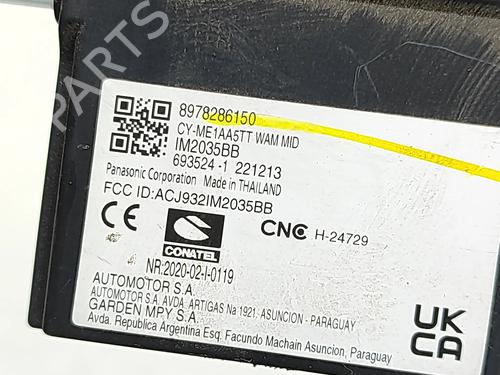 PARTS
8978286150
CY-ME1AA5TT WAM MID
IM2035BB
693524-1 221213
Panasonic Corporation Made in THAILAND
FCC ID:ACJ932IM2035BB
CE
CONATEL
CNC H-24729
NR:2020-02-I-0119
AUTOMOTOR S.A.
AUTOMOTOR S.A, AVDA. ARTIGAS Na 1921, ASUNCION - PARAGUAY
GARDEN MPY S.A.
Avda. Republica Argentina Esq. Facundo Machain Asuncion, Paraguay
UK
CA